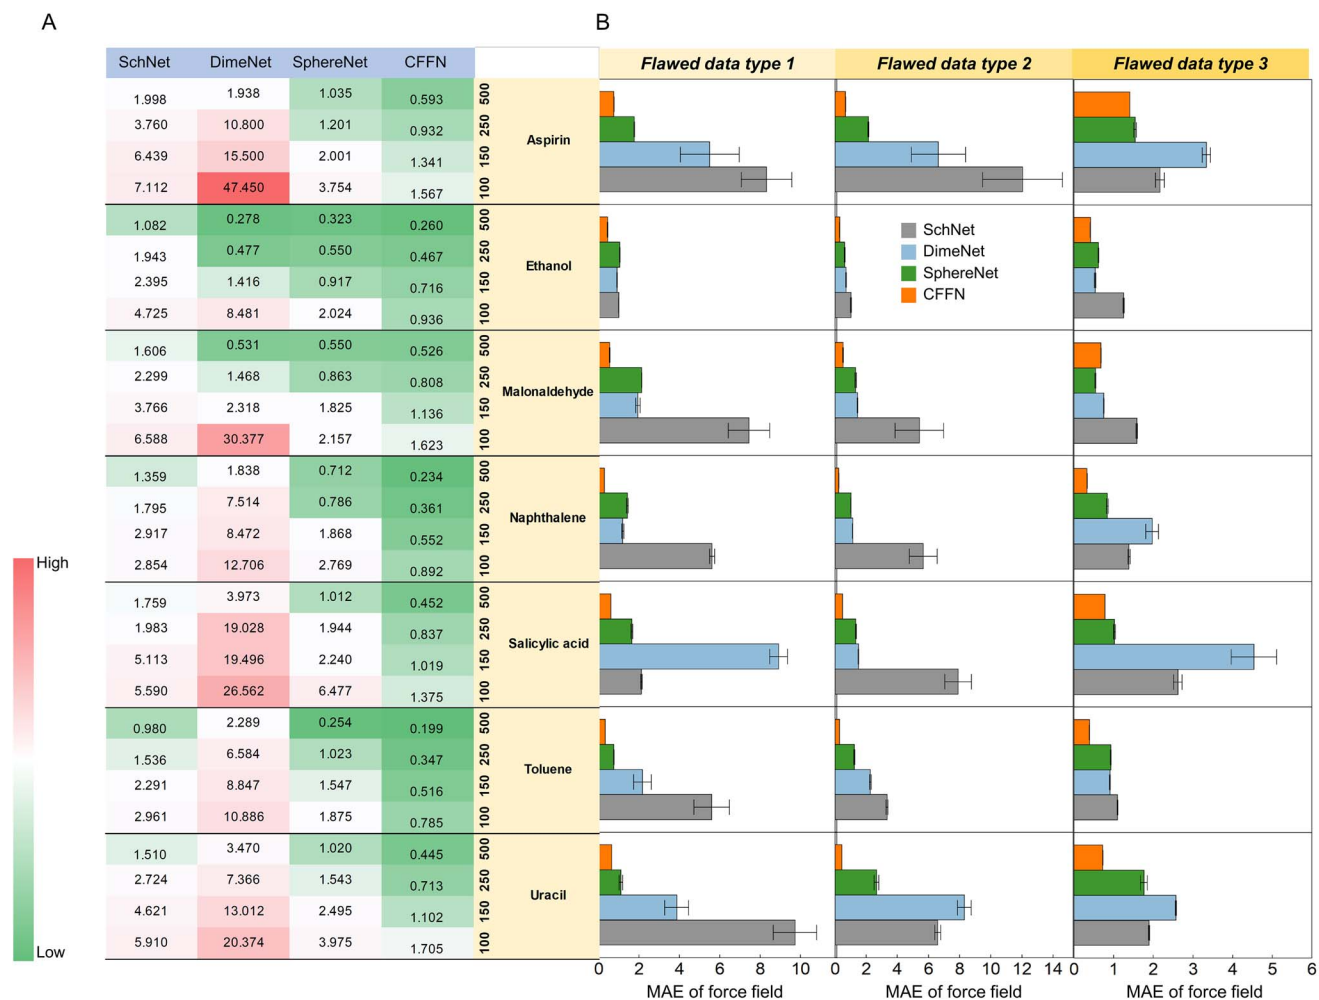 A
B
SchNet DimeNet SphereNet CFFN
Flawed data type 1 Flawed data type 2 Flawed data type 3
1.998 1.938 1.035 0.593 500
3.760 10.800 1.201 0.932 250
Aspirin
6.439 15.500 2.001 1.341 150
7.112 47.450 3.754 1.567 100
1.082 0.278 0.323 0.260 500
1.943 0.477 0.550 0.467 250
Ethanol
2.395 1.416 0.917 0.716 150
4.725 8.481 2.024 0.936 100
SchNet
DimeNet
SphereNet
CFFN
1.606 0.531 0.550 0.526 500
2.299 1.468 0.863 0.808 250
Malonaldehyde
3.766 2.318 1.825 1.136 150
6.588 30.377 2.157 1.623 100
1.359 1.838 0.712 0.234 500
1.795 7.514 0.786 0.361 250
Naphthalene
2.917 8.472 1.868 0.552 150
2.854 12.706 2.769 0.892 100
High
1.759 3.973 1.012 0.452 500
1.983 19.028 1.944 0.837 250
Salicylic acid
5.113 19.496 2.240 1.019 150
5.590 26.562 6.477 1.375 100
0.980 2.289 0.254 0.199 500
1.536 6.584 1.023 0.347 250
Toluene
2.291 8.847 1.547 0.516 150
2.961 10.886 1.875 0.785 100
1.510 3.470 1.020 0.445 500
2.724 7.366 1.543 0.713 250
Uracil
4.621 13.012 2.495 1.102 150
5.910 20.374 3.975 1.705 100
Low
0 2 4 6 8 10 0 2 4 6 8 10 12 14 0 1 2 3 4 5 6
MAE of force field MAE of force field MAE of force field